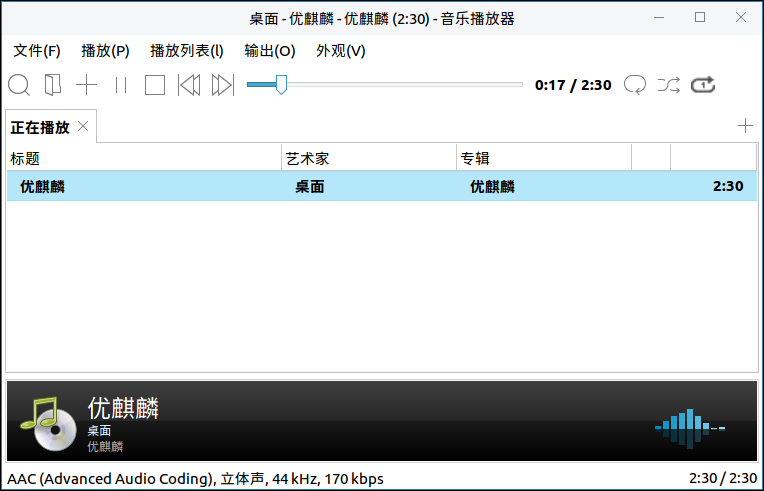 桌面 - 优麒麟 - 优麒麟 (2:30) - 音乐播放器
文件(F) 播放(P) 播放列表(l) 输出(O) 外观(V)
0:17 / 2:30 1
正在播放
标题 艺术家 专辑
优麒麟 桌面 优麒麟 2:30
优麒麟
桌面
优麒麟
AAC (Advanced Audio Coding), 立体声, 44 kHz, 170 kbps 2:30 / 2:30